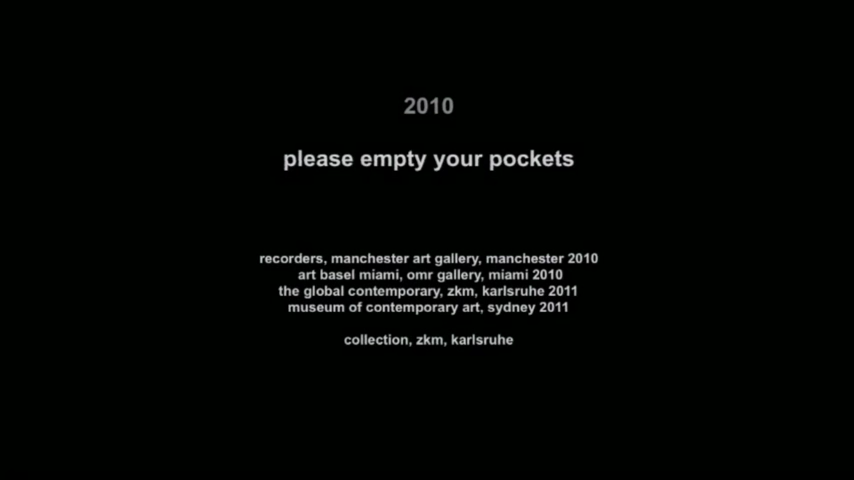 2010
please empty your pockets
recorders, manchester art gallery, manchester 2010
art basel miami, omr gallery, miami 2010
the global contemporary, zkm, karlsruhe 2011
museum of contemporary art, sydney 2011
collection, zkm, karlsruhe